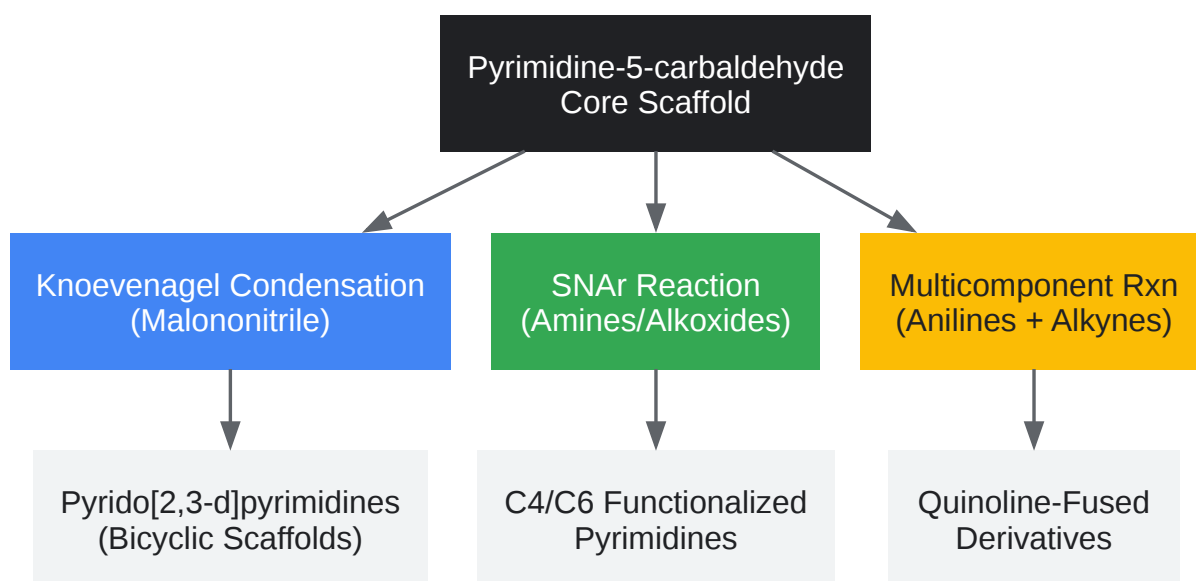 Pyrimidine-5-carbaldehyde
Core Scaffold
Knoevenagel Condensation
(Malononitrile)
SNAr Reaction
(Amines/Alkoxides)
Multicomponent Rxn
(Anilines + Alkynes)
Pyrido[2,3-d]pyrimidines
(Bicyclic Scaffolds)
C4/C6 Functionalized
Pyrimidines
Quinoline-Fused
Derivatives